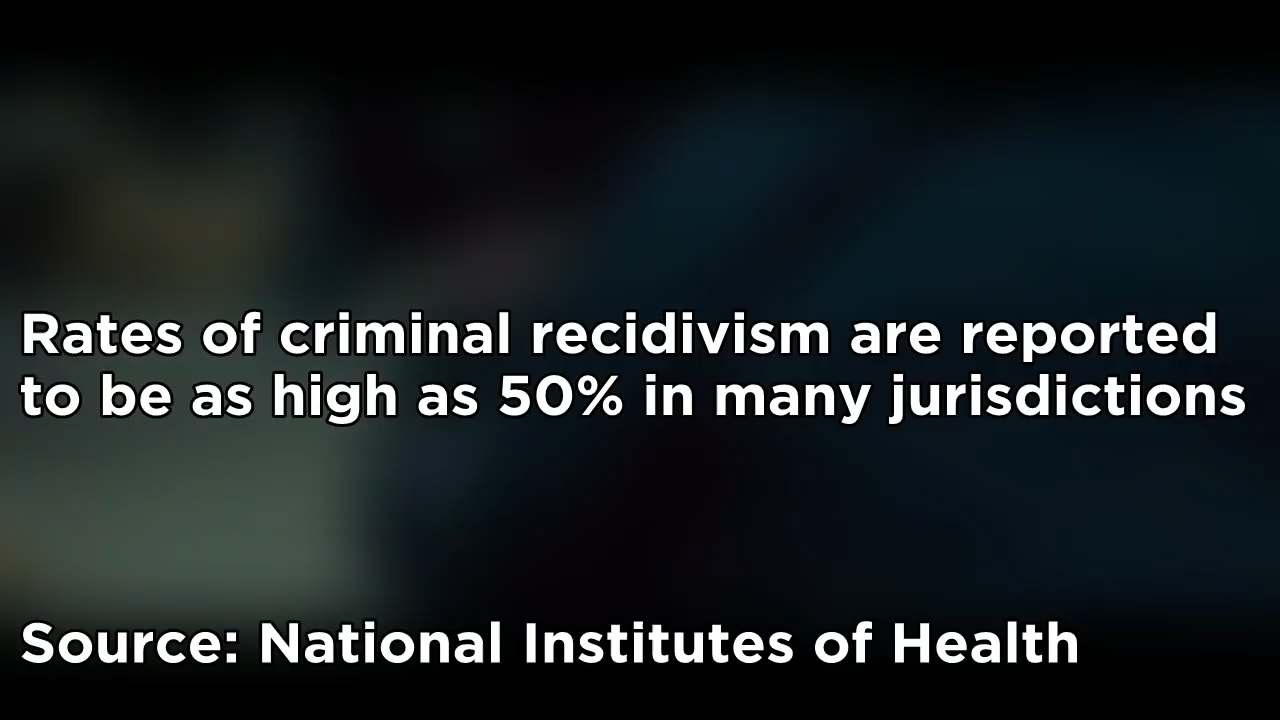 Rates of criminal recidivism are reported
to be as high as 50% in many jurisdictions
Source: National Institutes of Health